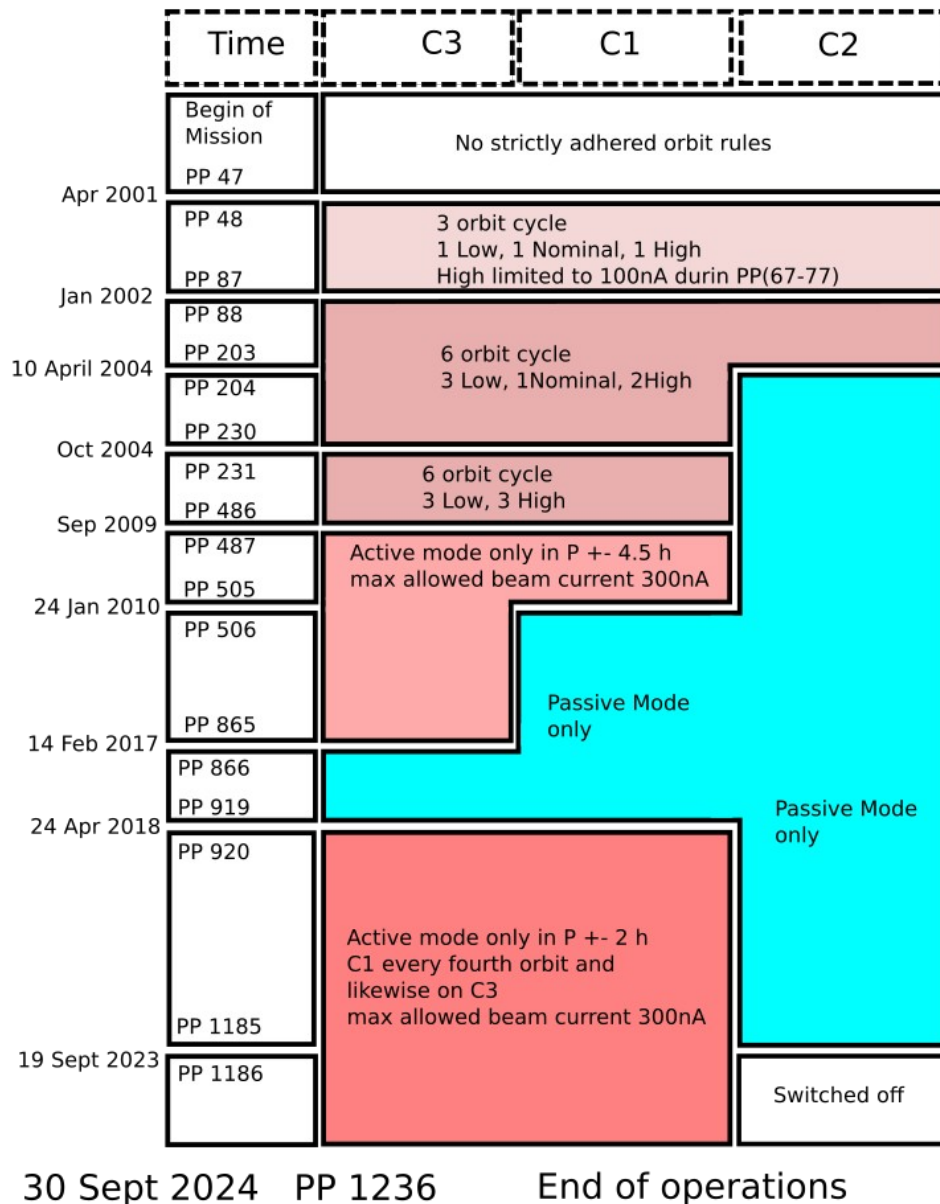 Time C3 C1 C2
Begin of
Mission
No strictly adhered orbit rules
PP 47
Apr 2001
PP 48
3 orbit cycle
1 Low, 1 Nominal, 1 High
High limited to 100nA durin PP(67-77)
PP 87
Jan 2002
PP 88
PP 203
6 orbit cycle
3 Low, 1Nominal, 2High
10 April 2004
PP 204
PP 230
Oct 2004
PP 231
6 orbit cycle
3 Low, 3 High
PP 486
Sep 2009
PP 487
Active mode only in P +- 4.5 h
max allowed beam current 300nA
PP 505
24 Jan 2010
PP 506
Passive Mode
only
PP 865
14 Feb 2017
PP 866
PP 919
Passive Mode
only
24 Apr 2018
PP 920
Active mode only in P +- 2 h
C1 every fourth orbit and
likewise on C3
max allowed beam current 300nA
PP 1185
19 Sept 2023
PP 1186
Switched off
30 Sept 2024 PP 1236 End of operations